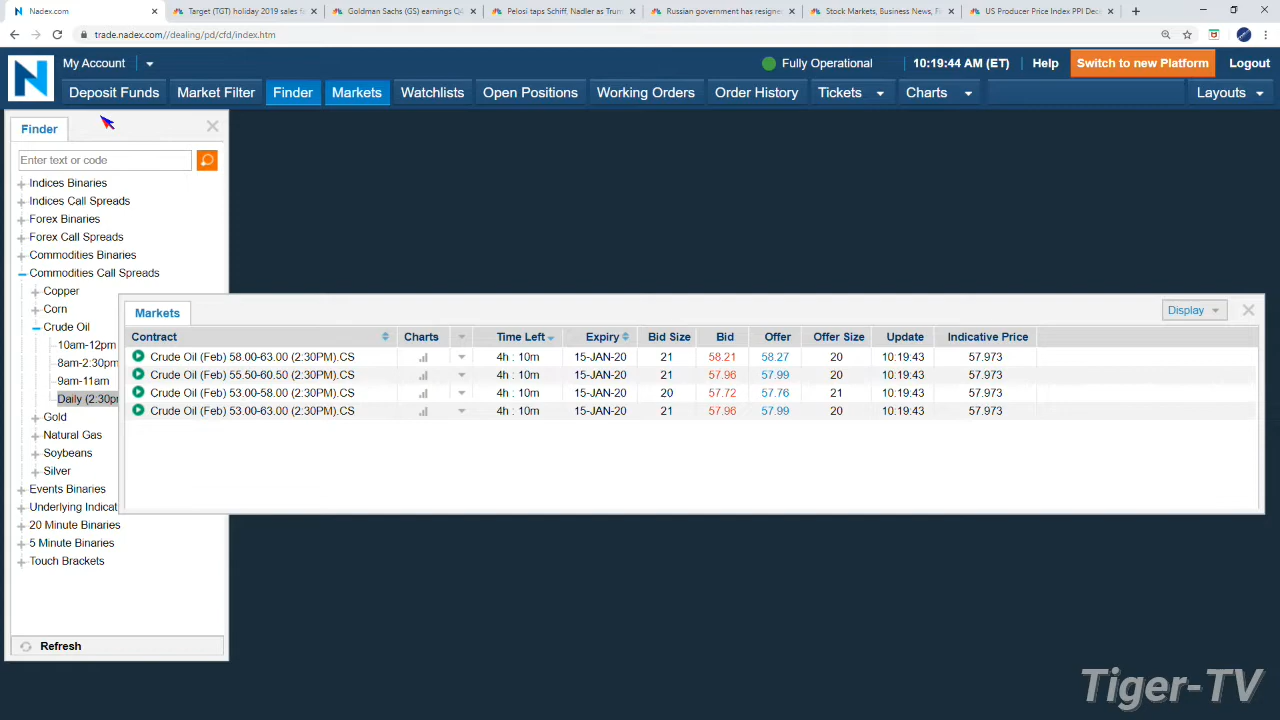 Nadex.com
Target (TGT) holiday 2019 sales fa
Goldman Sachs (GS) earnings Q4
Pelosi taps Schiff, Nadler as Trum
Russian government has resigne
Stock Markets, Business News, F
US Producer Price Index PPI Dec
trade.nadex.com//dealing/pd/cfd/index.htm
My Account
Fully Operational
10:19:44 AM (ET)
Help
Switch to new Platform
Logout
Deposit Funds
Market Filter
Finder
Markets
Watchlists
Open Positions
Working Orders
Order History
Tickets
Charts
Layouts
Finder
Enter text or code
Indices Binaries
Indices Call Spreads
Forex Binaries
Forex Call Spreads
Commodities Binaries
Commodities Call Spreads
Copper
Corn
Crude Oil
10am-12pm
8am-2:30pm
9am-11am
Daily (2:30pm
Gold
Natural Gas
Soybeans
Silver
Events Binaries
Underlying Indicat
20 Minute Binaries
5 Minute Binaries
Touch Brackets
Refresh
Markets
Display
Contract Charts Time Left Expiry Bid Size Bid Offer Offer Size Update Indicative Price
Crude Oil (Feb) 58.00-63.00 (2:30PM).CS 4h : 10m 15-JAN-20 21 58.21 58.27 20 10:19:43 57.973
Crude Oil (Feb) 55.50-60.50 (2:30PM).CS 4h : 10m 15-JAN-20 21 57.96 57.99 20 10:19:43 57.973
Crude Oil (Feb) 53.00-58.00 (2:30PM).CS 4h : 10m 15-JAN-20 20 57.72 57.76 21 10:19:43 57.973
Crude Oil (Feb) 53.00-63.00 (2:30PM).CS 4h : 10m 15-JAN-20 21 57.96 57.99 20 10:19:43 57.973
Tiger-TV